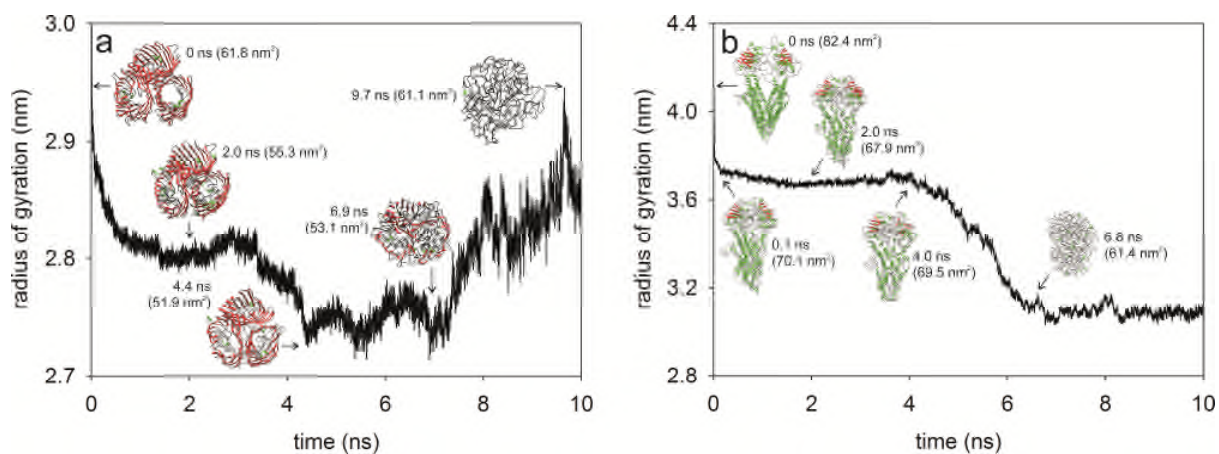 a
radius of gyration (nm)
3.0
2.9
2.8
2.7
0 ns (61.8 nm²)
2.0 ns (55.3 nm²)
4.4 ns
(51.9 nm²)
6.9 ns
(53.1 nm²)
9.7 ns (61.1 nm²)
0 2 4 6 8 10
time (ns)
b
radius of gyration (nm)
4.4
4.0
3.6
3.2
2.8
0 ns (82.4 nm²)
2.0 ns
(67.9 nm²)
0.1 ns
(70.1 nm²)
4.0 ns
(69.5 nm²)
6.8 ns
(61.4 nm²)
0 2 4 6 8 10
time (ns)